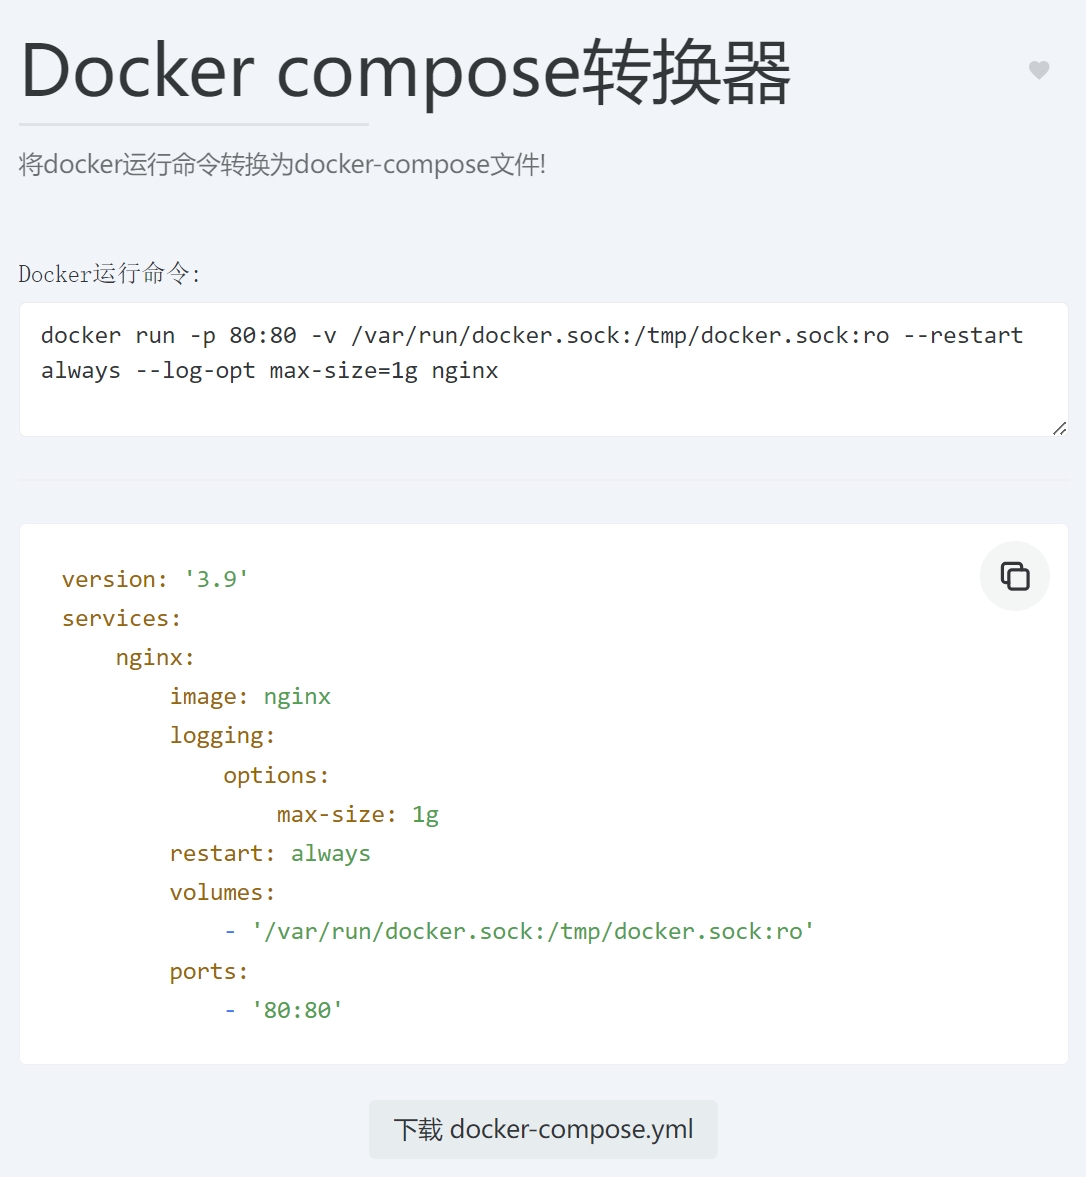 Docker compose转换器
将docker运行命令转换为docker-compose文件!
Docker运行命令:
docker run -p 80:80 -v /var/run/docker.sock:/tmp/docker.sock:ro --restart
always --log-opt max-size=1g nginx
version: '3.9'
services:
    nginx:
        image: nginx
        logging:
            options:
                max-size: 1g
        restart: always
        volumes:
            - '/var/run/docker.sock:/tmp/docker.sock:ro'
        ports:
            - '80:80'
下载 docker-compose.yml